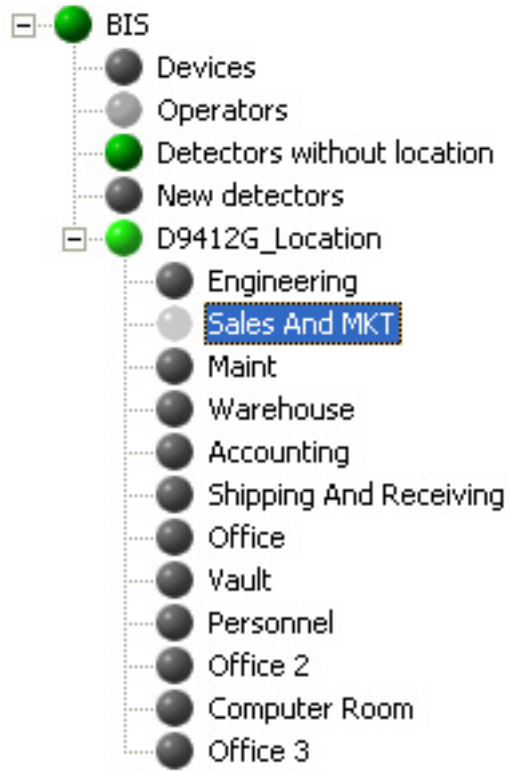 BIS
Devices
Operators
Detectors without location
New detectors
D9412G_Location
Engineering
Sales And MKT
Maint
Warehouse
Accounting
Shipping And Receiving
Office
Vault
Personnel
Office 2
Computer Room
Office 3